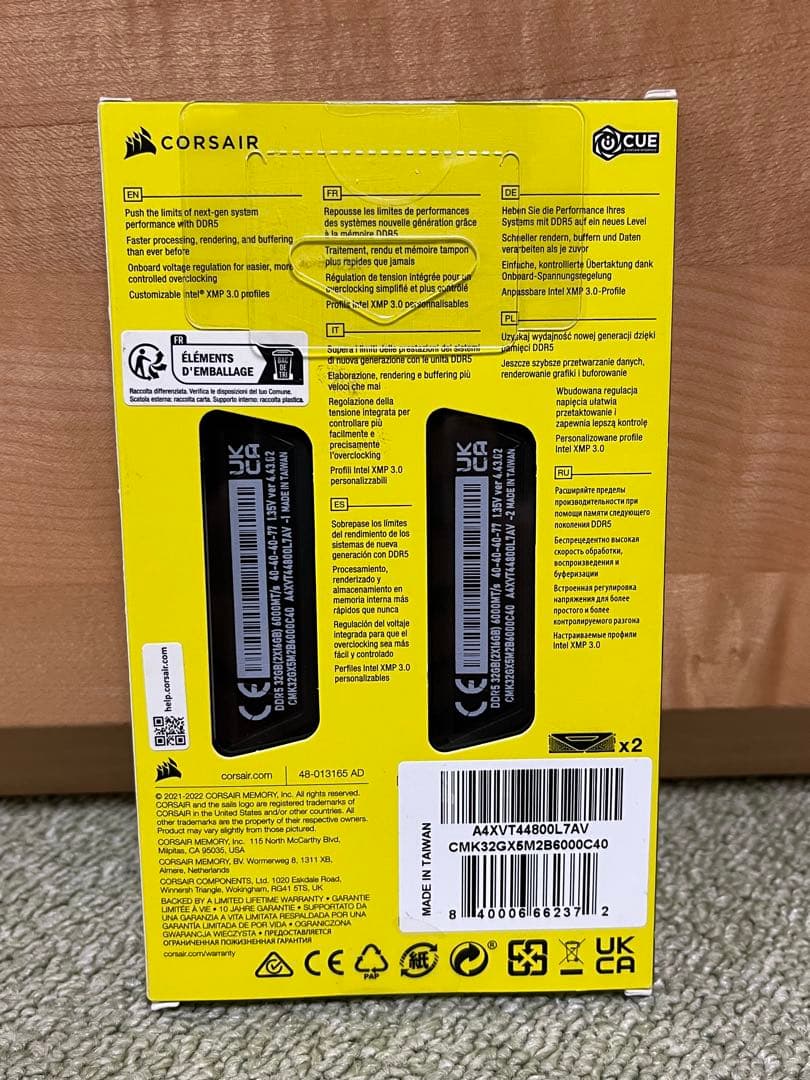 CORSAIR
CUE
EN
Push the limits of next-gen system
performance with DDR5
Faster processing, rendering, and buffering
than ever before
Onboard voltage regulation for easier, more
controlled overclocking
Customizable Intel® XMP 3.0 profiles
FR
Repousse les limites de performances
des systèmes nouvelle génération grâce
à la mémoire DDR5
Traitement, rendu et mémoire tampon
plus rapides que jamais
Régulation de tension intégrée pour un
overclocking simplifié et plus contrôlé
Profils Intel XMP 3.0 personnalisables
DE
Heben Sie die Performance Ihres
Systems mit DDR5 auf ein neues Level
Schneller rendern, buffern und Daten
verarbeiten als je zuvor
Einfache, kontrollierte Übertaktung dank
Onboard-Spannungsregelung
Anpassbare Intel XMP 3.0-Profile
FR
ÉLÉMENTS
D'EMBALLAGE
BAC
DE
TRI
Raccolta differenziata. Verifica le disposizioni del tuo Comune.
Scatola esterna: raccolta carta. Supporto interno: raccolta plastica.
IT
Supera i limiti delle prestazioni dei sistemi
di nuova generazione con le unità DDR5
Elaborazione, rendering e buffering più
veloci che mai
Regolazione della
tensione integrata per
controllare più
facilmente e
precisamente
l'overclocking
Profili Intel XMP 3.0
personalizzabili
PL
Uzyskaj wydajność nowej generacji dzięki
pamięci DDR5
Jeszcze szybsze przetwarzanie danych,
renderowanie grafiki i buforowanie
Wbudowana regulacja
napięcia ułatwia
przetaktowanie i
zapewnia lepszą kontrolę
Personalizowane profile
Intel XMP 3.0
ES
Sobrepase los límites
del rendimiento de los
sistemas de nueva
generación con DDR5
Procesamiento,
renderizado y
almacenamiento en
memoria interna más
rápidos que nunca
Regulación del voltaje
integrada para que el
overclocking sea más
fácil y controlado
Perfiles Intel XMP 3.0
personalizables
RU
Расширяйте пределы
производительности при
помощи памяти следующего
поколения DDR5
Беспрецедентно высокая
скорость обработки,
воспроизведения и
буферизации
Встроенная регулировка
напряжения для более
простого и более
контролируемого разгона
Настраиваемые профили
Intel XMP 3.0
UK
CA
CE
DDR5 32GB(2X16GB) 6000MT/s 40-40-40-77 1.35V ver 4.43.02
CMK32GX5M2B6000C40 A4XVT44800L7AV -1 MADE IN TAIWAN
UK
CA
CE
DDR5 32GB(2X16GB) 6000MT/s 40-40-40-77 1.35V ver 4.43.02
CMK32GX5M2B6000C40 A4XVT44800L7AV -2 MADE IN TAIWAN
help.corsair.com
x2
corsair.com
48-013165 AD
© 2021-2022 CORSAIR MEMORY, Inc. All rights reserved.
CORSAIR and the sails logo are registered trademarks of
CORSAIR in the United States and/or other countries. All
other trademarks are the property of their respective owners.
Product may vary slightly from those pictured.
CORSAIR MEMORY, Inc. 115 North McCarthy Blvd,
Milpitas, CA 95035, USA
CORSAIR MEMORY, BV. Wormerweg 8, 1311 XB,
Almere, Netherlands
CORSAIR COMPONENTS, Ltd. 1020 Eskdale Road,
Winnersh Triangle, Wokingham, RG41 5TS, UK
BACKED BY A LIMITED LIFETIME WARRANTY • GARANTIE
LIMITÉE À VIE • 10 JAHRE GARANTIE • SUPPORTATO DA
UNA GARANZIA A VITA LIMITATA RESPALDADA POR UNA
GARANTÍA LIMITADA DE POR VIDA • OGRANICZONA
GWARANCJA WIECZYSTA • ПРЕДОСТАВЛЯЕТСЯ
ОГРАНИЧЕННАЯ ПОЖИЗНЕННАЯ ГАРАНТИЯ
corsair.com/warranty
MADE IN TAIWAN
A4XVT44800L7AV
CMK32GX5M2B6000C40
8 40006 66237 2
CE
PAP
紙
®
UK
CA